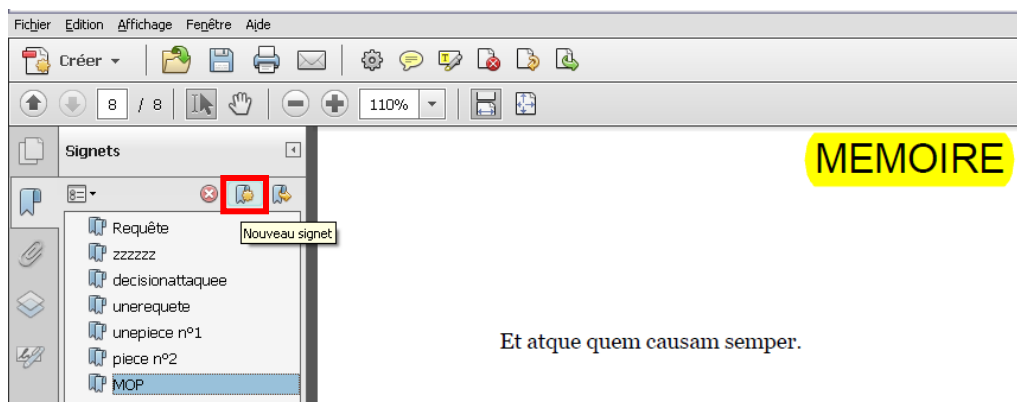 Fichier Edition Affichage Fenêtre Aide
Créer
8 / 8 110%
Signets
MEMOIRE
Nouveau signet
Requête
zzzzzz
decisionattaquee
unerequete
unepiece n°1
piece n°2
MOP
Et atque quem causam semper.